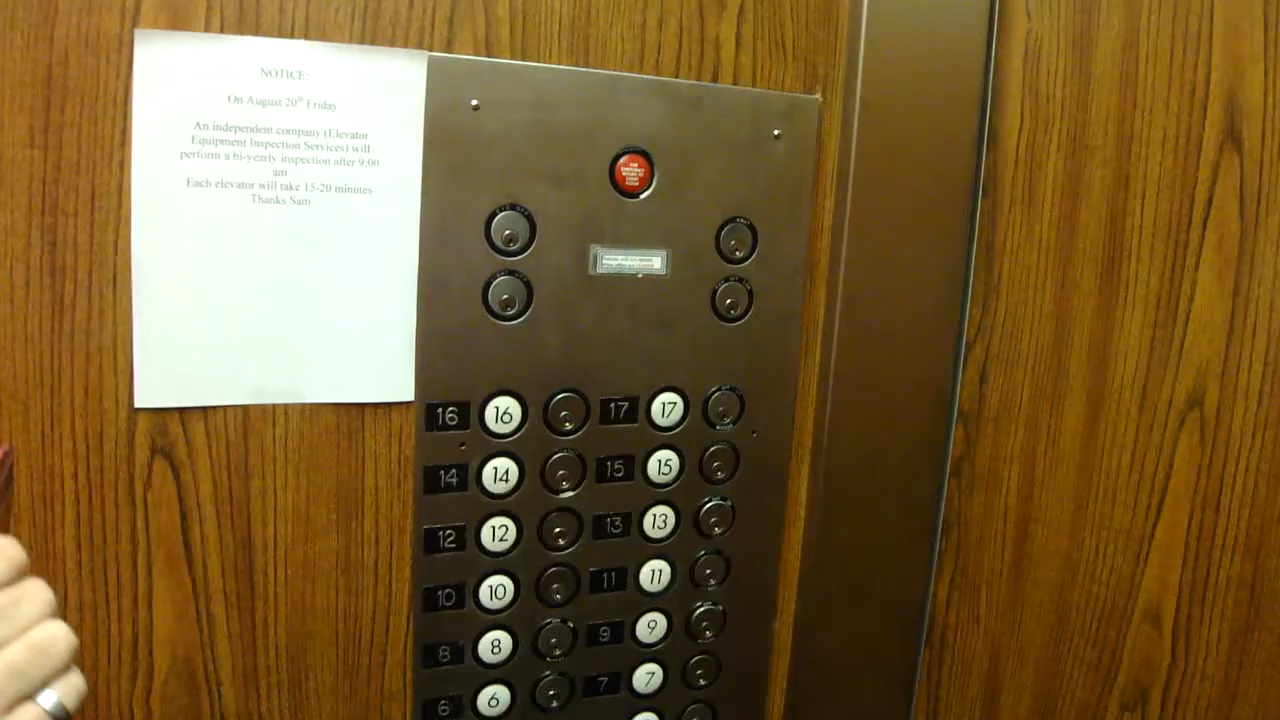 NOTICE:
On August 20th Friday
An independent company (Elevator
Equipment Inspection Services) will
perform a bi-yearly inspection after 9:00
am
Each elevator will take 15-20 minutes
Thanks Sam
16 16 17 17
14 14 15 15
12 12 13 13
10 10 11 11
8 8 9 9
6 6 7 7